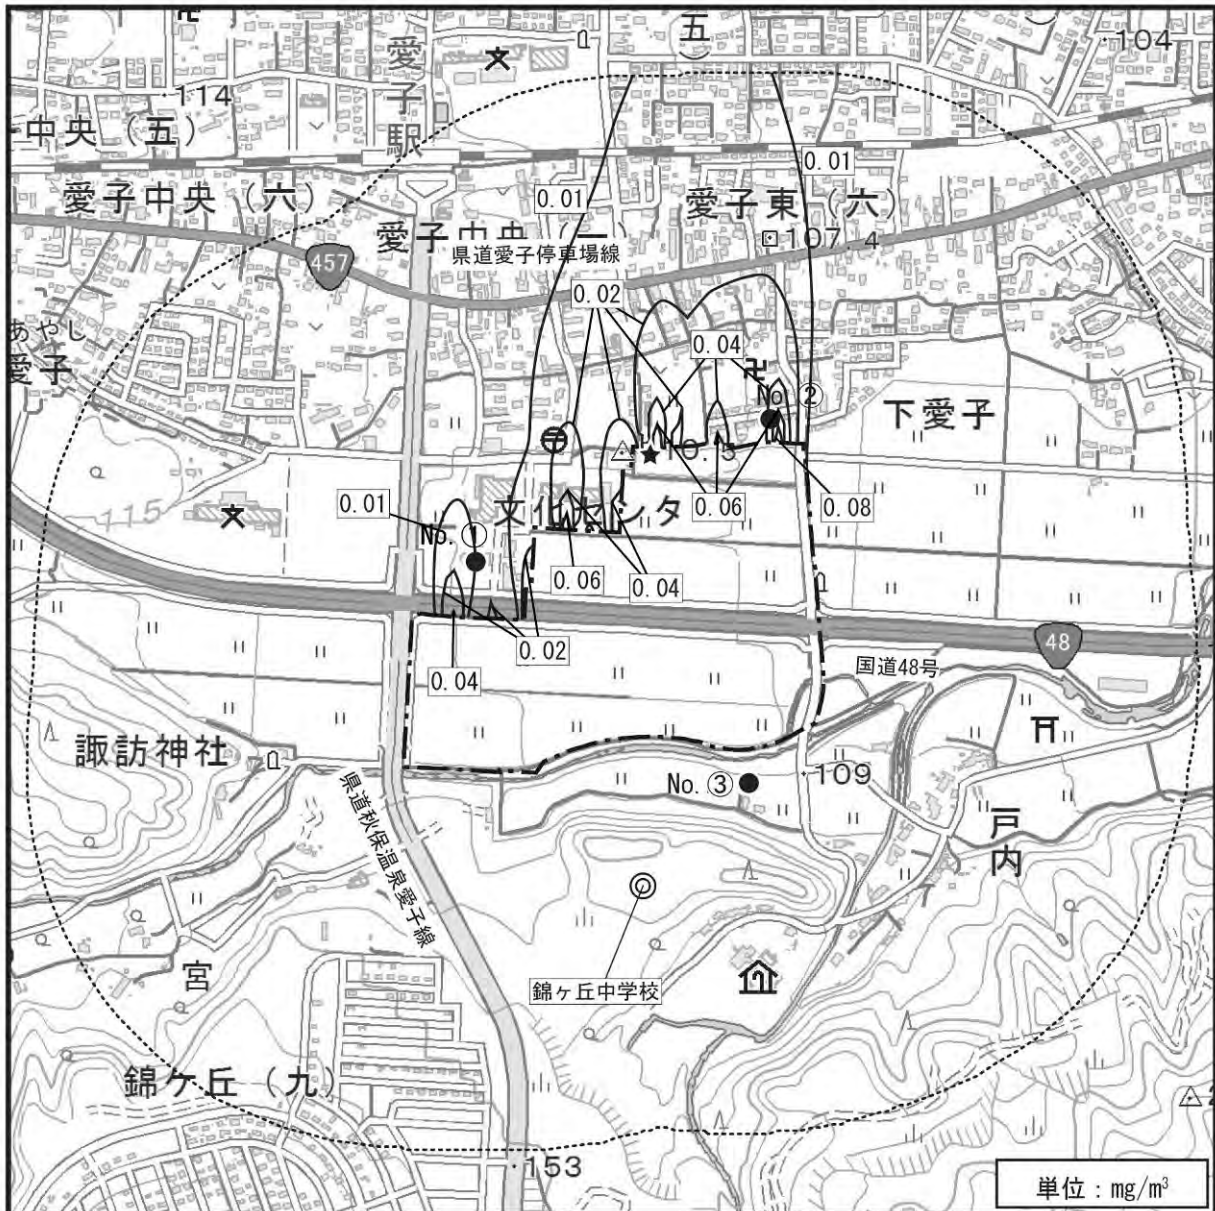 五
104
愛子駅
114
中央（五）
0.01
0.01
愛子中央（六）
愛子東（六）
愛子中央（一）
107.4
県道愛子停車場線
457
0.02
あやし
愛子
0.04
No.②
下愛子
10.5
0.01
115
文化センタ
0.06
0.08
No.①
0.06
0.04
0.02
48
0.04
国道48号
諏訪神社
No.③
109
県道秋保温泉愛子線
戸内
宮
錦ケ丘中学校
錦ケ丘（九）
153
単位：mg/m³